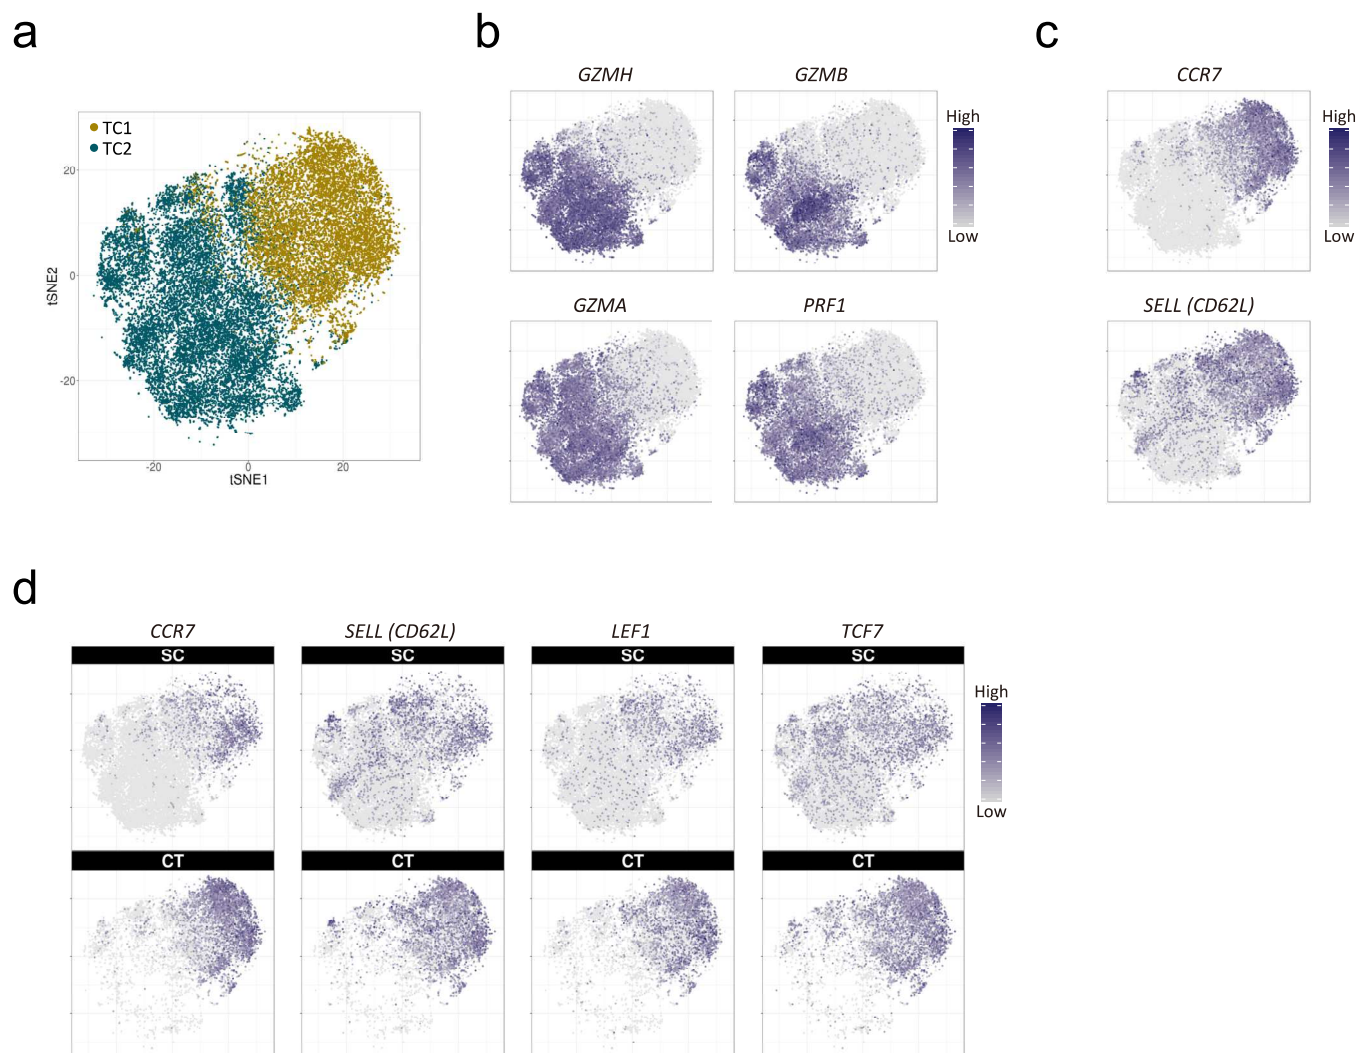 a
TC1
TC2
20
0
-20
-20
0
20
tSNE1
tSNE2
b
GZMH
GZMB
High
Low
GZMA
PRF1
c
CCR7
High
Low
SELL (CD62L)
d
CCR7
SELL (CD62L)
LEF1
TCF7
SC
SC
SC
SC
High
Low
CT
CT
CT
CT